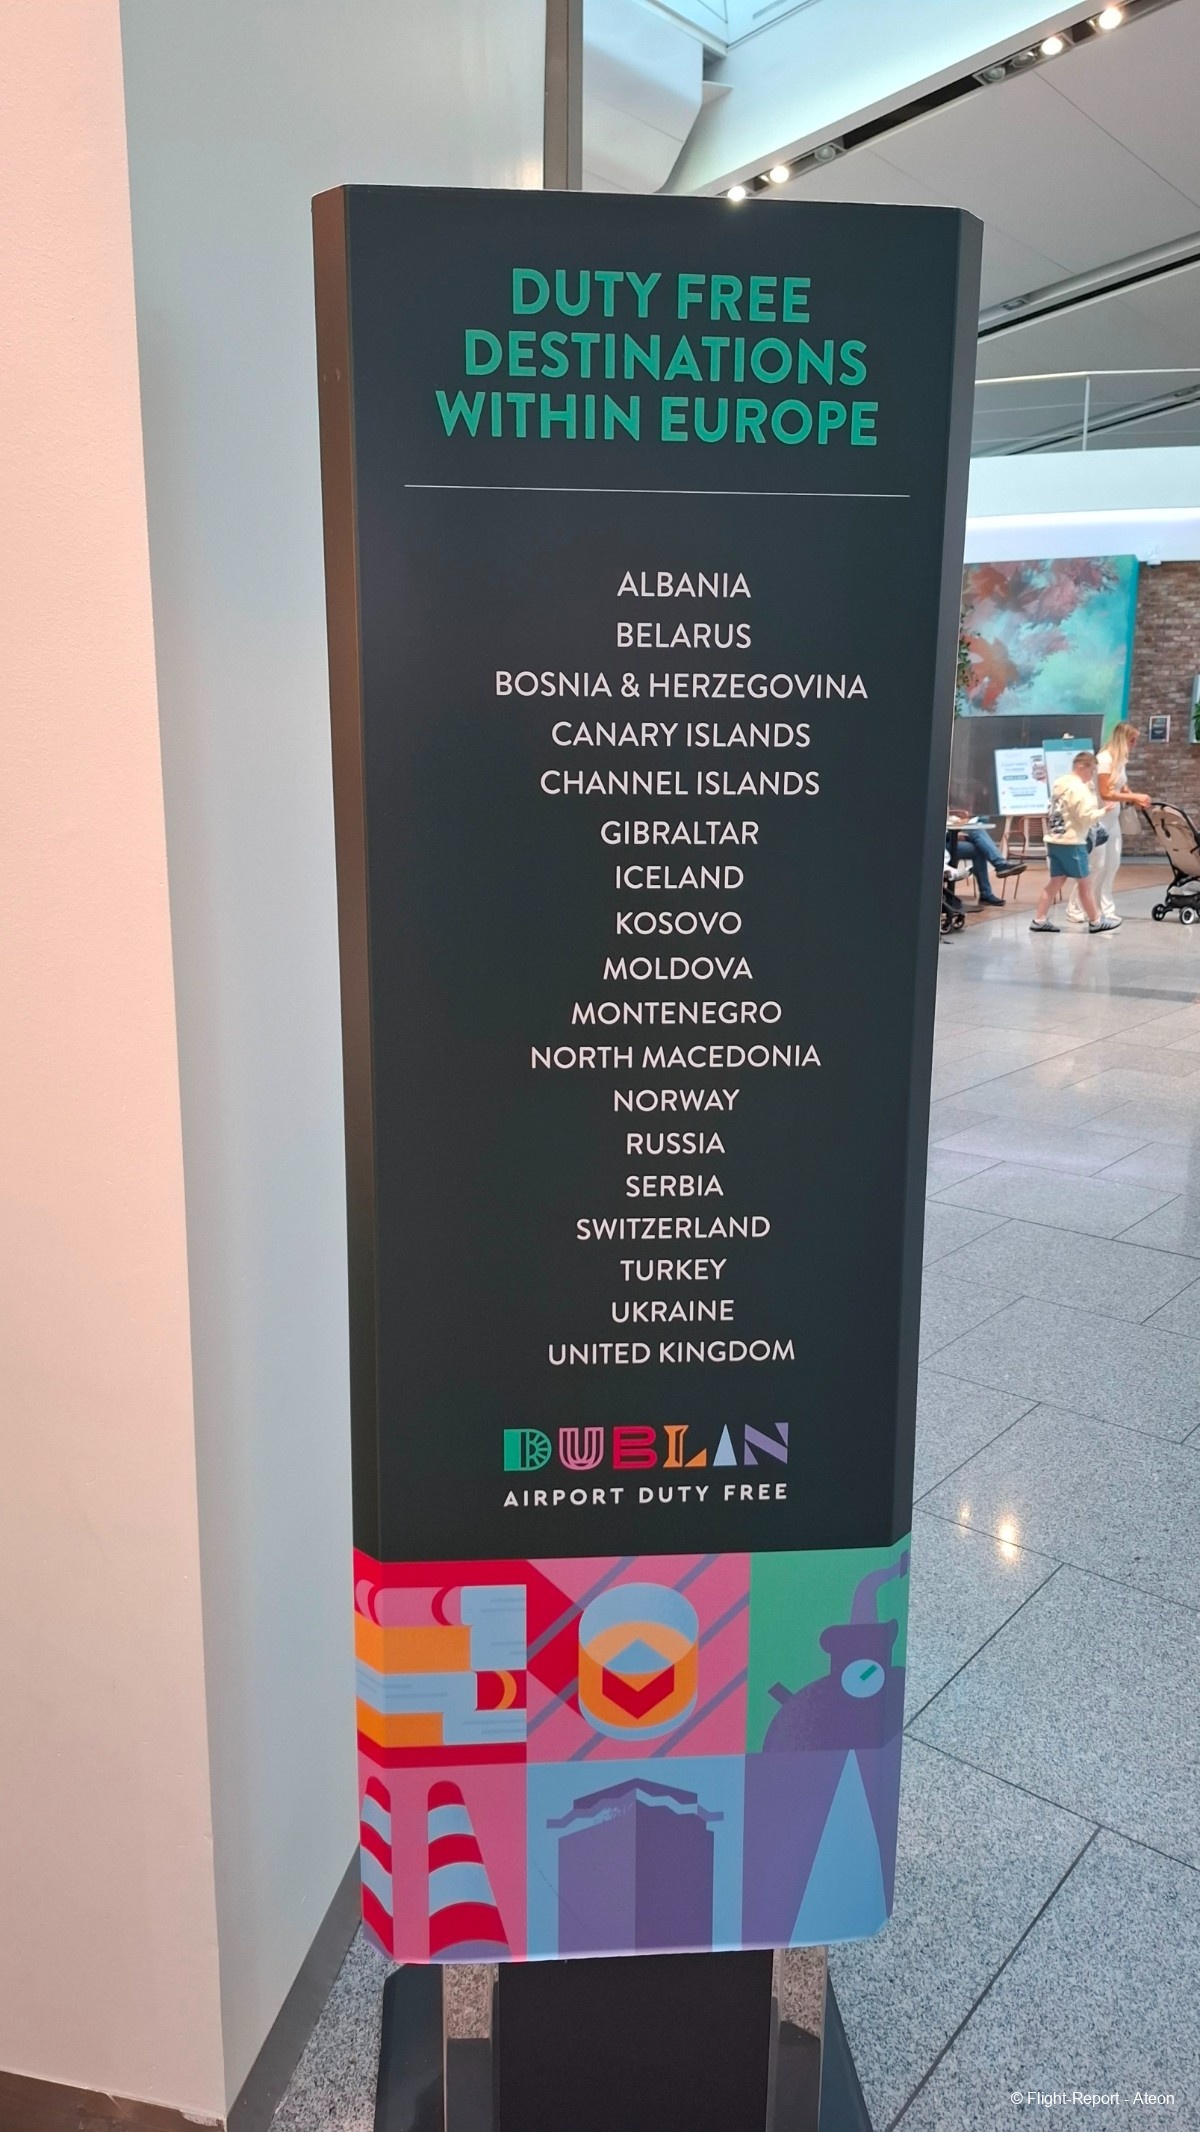 DUTY FREE
DESTINATIONS
WITHIN EUROPE
ALBANIA
BELARUS
BOSNIA & HERZEGOVINA
CANARY ISLANDS
CHANNEL ISLANDS
GIBRALTAR
ICELAND
KOSOVO
MOLDOVA
MONTENEGRO
NORTH MACEDONIA
NORWAY
RUSSIA
SERBIA
SWITZERLAND
TURKEY
UKRAINE
UNITED KINGDOM
DUBLIN
AIRPORT DUTY FREE
© Flight-Report - Ateon